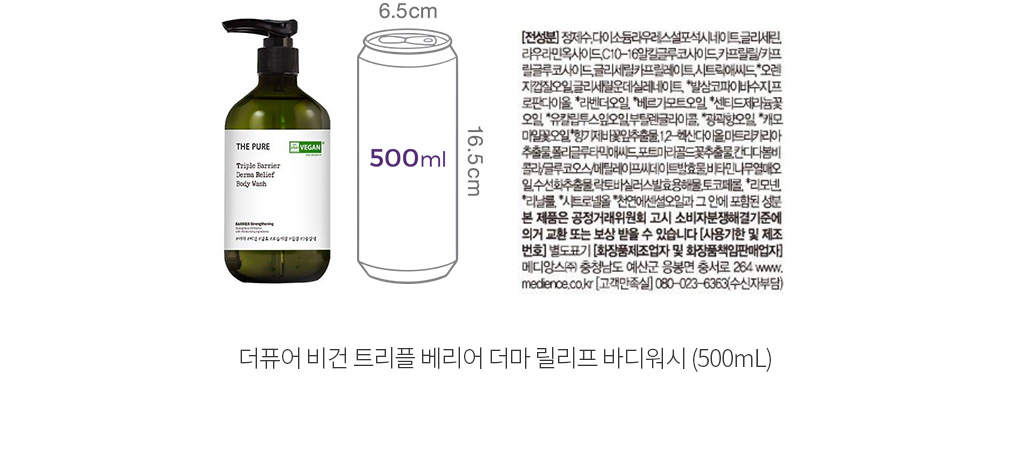 6.5cm
16.5cm
500ml
THE PURE
VEGAN
Triple Barrier
Derma Relief
Body Wash
BARRIER Strengthening
[전성분] 정제수,다이소듐라우레스설포석시네이트,글리세린,
라우라민옥사이드,C10-16알킬글루코사이드,카프릴릴/카프
릴글루코사이드,글리세릴카프릴레이트,시트릭애씨드,*오렌
지껍질오일,글리세릴운데실레네이트, *발삼코파이바수지,프
로판다이올, *라벤더오일, *베르가모트오일, *센티드제라늄꽃
오일, *유칼립투스잎오일,부틸렌글라이콜, *광곽향오일, *캐모
마일꽃오일,*향기제비꽃잎추출물,1,2-헥산다이올,마트리카리아
추출물,폴리글루타믹애씨드,포트마리골드꽃추출물,칸디다봄비
콜라/글루코오스/메틸레이프씨데이트발효물,비타민나무열매오
일,수선화추출물,락토바실러스발효용해물,토코페롤, *리모넨,
*리날룰, *시트로넬올 *천연에센셜오일과 그 안에 포함된 성분
본 제품은 공정거래위원회 고시 소비자분쟁해결기준에
의거 교환 또는 보상 받을 수 있습니다 [사용기한 및 제조
번호] 별도표기 [화장품제조업자 및 화장품책임판매업자]
메디앙스㈜ 충청남도 예산군 응봉면 충서로 264 www.
medience.co.kr [고객만족실] 080-023-6363(수신자부담)
더퓨어 비건 트리플 베리어 더마 릴리프 바디워시 (500mL)